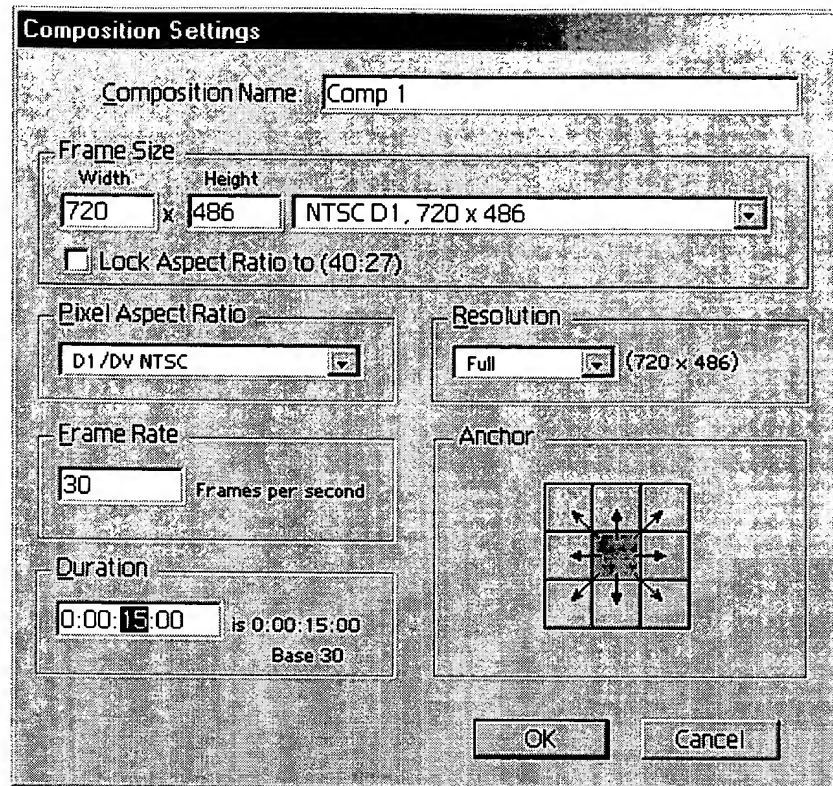 Composition Settings
Composition Name: Comp 1
Frame Size
Width Height
720 x 486 NTSC D1, 720 x 486
Lock Aspect Ratio to (40:27)
Pixel Aspect Ratio
D1/DV NTSC
Resolution
Full (720 x 486)
Frame Rate
30 Frames per second
Anchor
Duration
0:00:15:00 is 0:00:15:00
Base 30
OK Cancel